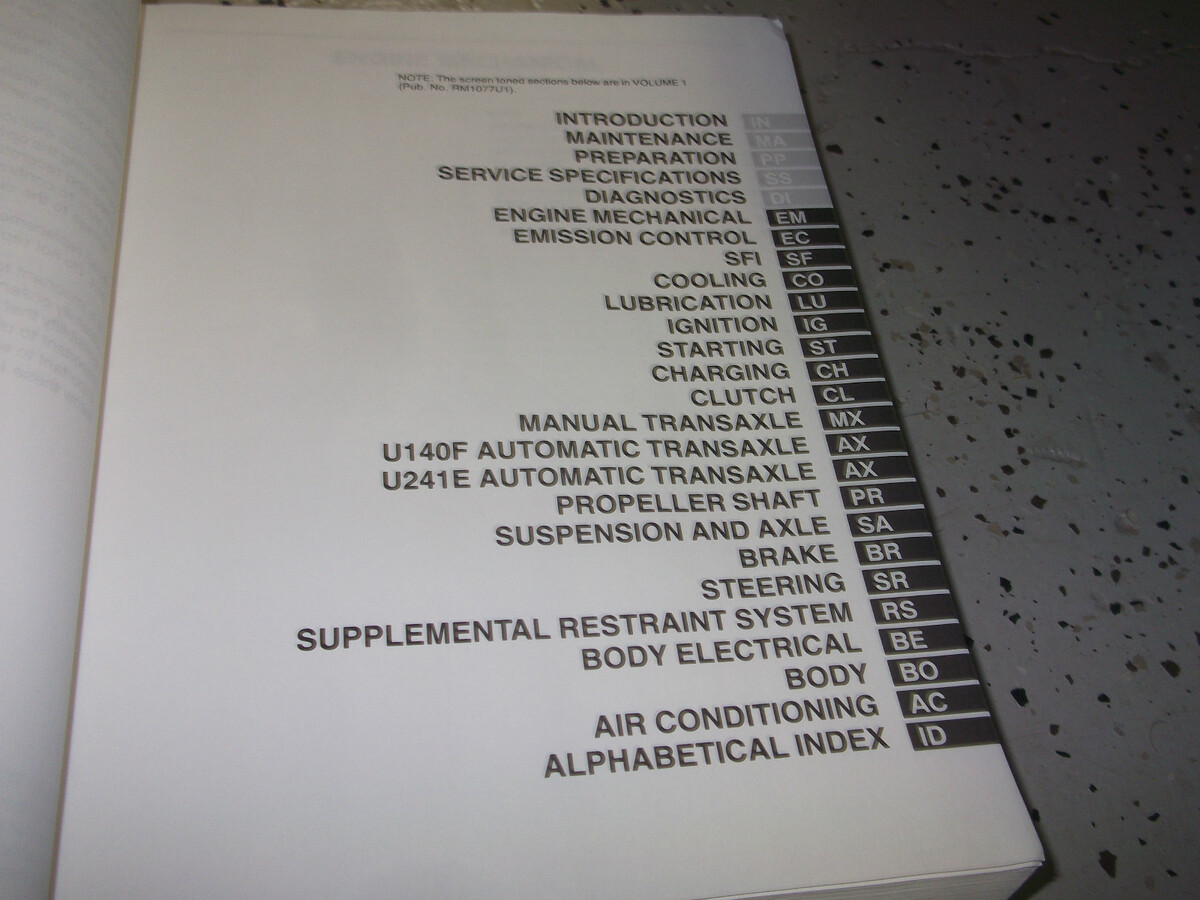 NOTE: The screen toned sections below are in VOLUME 1
(Pub. No. RM1077U1).
INTRODUCTION IN
MAINTENANCE MA
PREPARATION PP
SERVICE SPECIFICATIONS SS
DIAGNOSTICS DI
ENGINE MECHANICAL EM
EMISSION CONTROL EC
SFI SF
COOLING CO
LUBRICATION LU
IGNITION IG
STARTING ST
CHARGING CH
CLUTCH CL
MANUAL TRANSAXLE MX
U140F AUTOMATIC TRANSAXLE AX
U241E AUTOMATIC TRANSAXLE AX
PROPELLER SHAFT PR
SUSPENSION AND AXLE SA
BRAKE BR
STEERING SR
SUPPLEMENTAL RESTRAINT SYSTEM RS
BODY ELECTRICAL BE
BODY BO
AIR CONDITIONING AC
ALPHABETICAL INDEX ID